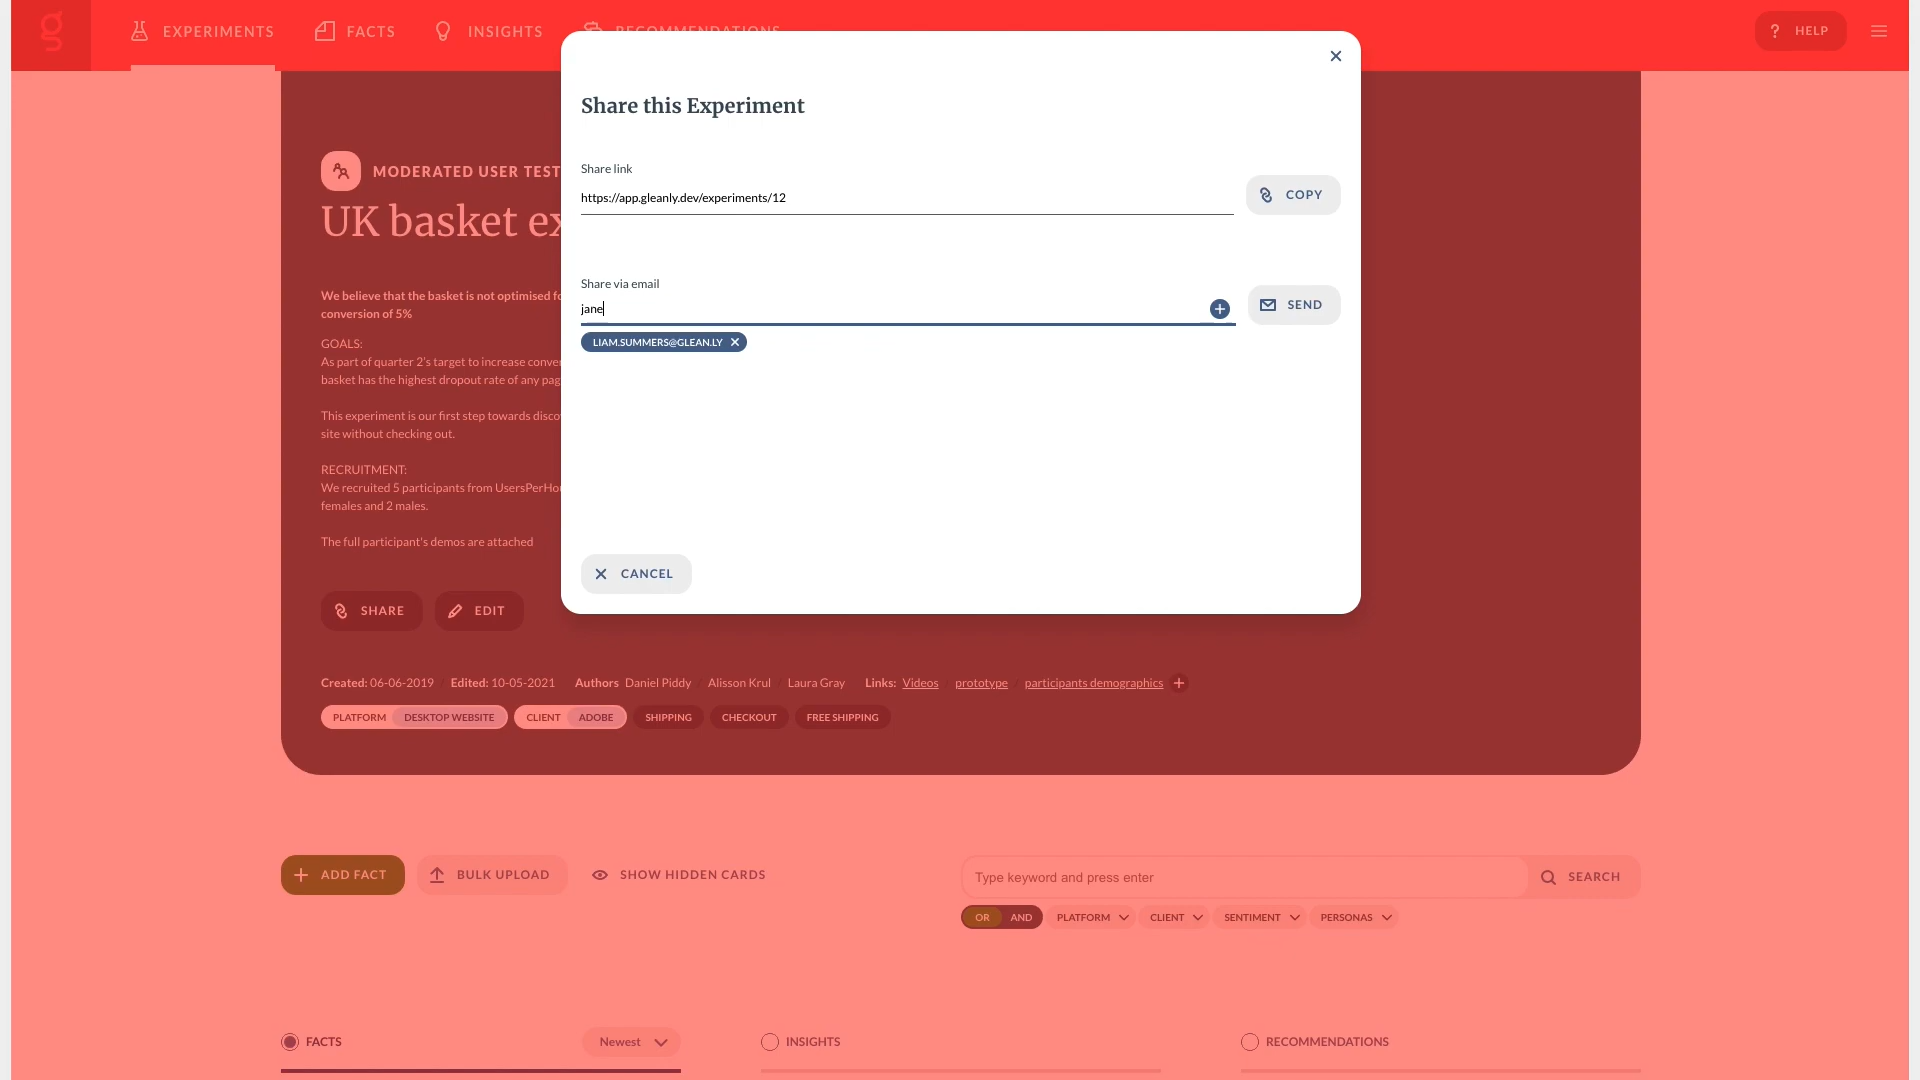 EXPERIMENTS
FACTS
INSIGHTS
RECOMMENDATIONS
? HELP
Share this Experiment
Share link
https://app.gleanly.dev/experiments/12
COPY
Share via email
jane
SEND
LIAM.SUMMERS@GLEAN.LY
CANCEL
MODERATED USER TEST
UK basket ex
We believe that the basket is not optimised fo
conversion of 5%
GOALS:
As part of quarter 2's target to increase conver
basket has the highest dropout rate of any pag
This experiment is our first step towards disco
site without checking out.
RECRUITMENT:
We recruited 5 participants from UsersPerHou
females and 2 males.
The full participant's demos are attached
SHARE
EDIT
Created: 06-06-2019 / Edited: 10-05-2021 Authors Daniel Piddy / Alisson Krul / Laura Gray Links: Videos / prototype / participants demographics
PLATFORM DESKTOP WEBSITE CLIENT ADOBE SHIPPING CHECKOUT FREE SHIPPING
ADD FACT
BULK UPLOAD
SHOW HIDDEN CARDS
Type keyword and press enter
SEARCH
OR AND PLATFORM CLIENT SENTIMENT PERSONAS
FACTS
Newest
INSIGHTS
RECOMMENDATIONS